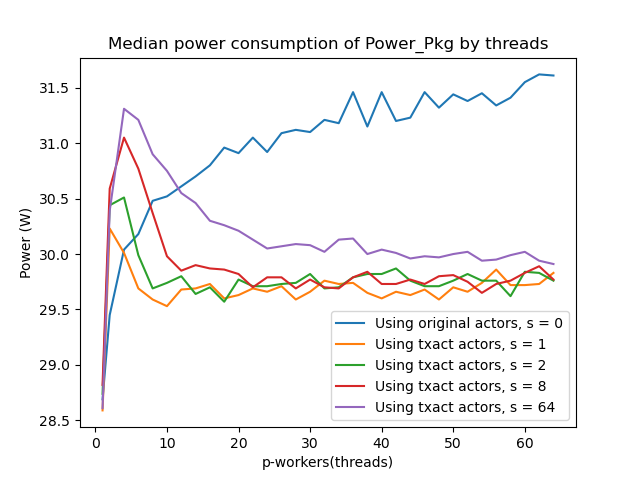 Median power consumption of Power_Pkg by threads
31.5
31.0
30.5
30.0
29.5
29.0
28.5
Power (W)
Using original actors, s = 0
Using txact actors, s = 1
Using txact actors, s = 2
Using txact actors, s = 8
Using txact actors, s = 64
0 10 20 30 40 50 60
p-workers(threads)